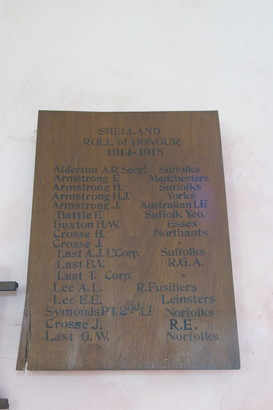 SHELLAND
ROLL of HONOUR
1914-1918
Alderton A.R. Sergt Suffolks
Armstrong F. Manchesters
Armstrong H. Suffolks
Armstrong H.J. Yorks
Armstrong J. Australian I.F.
Battle F. Suffolk Yeo.
Buxton H.W. Essex
Crosse H. Northants
Crosse J. "
Last A.J. L/Corp. Suffolks
Last B.V. R.G.A.
Last T. Corp. "
Lee A.L. R.Fusiliers
Lee E.E. Leinsters
Symonds P.T. 2nd Lt Norfolks
Crosse J. R.E.
Last G.W. Norfolks